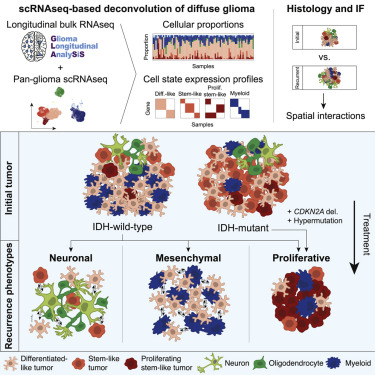 scRNAseq-based deconvolution of diffuse glioma
Histology and IF
Longitudinal bulk RNAseq
Glioma
Longitudinal
AnalySiS
+
Pan-glioma scRNAseq
Cellular proportions
Proportion
Samples
Cell state expression profiles
Diff.-like
Stem-like
Prolif. stem-like
Myeloid
Gene
Samples
Initial
vs.
Recurrent
Spatial interactions
Initial tumor
IDH-wild-type
IDH-mutant
+ CDKN2A del.
+ Hypermutation
Treatment
Recurrence phenotypes
Neuronal
Mesenchymal
Proliferative
Differentiated-like tumor
Stem-like tumor
Proliferating stem-like tumor
Neuron
Oligodendrocyte
Myeloid